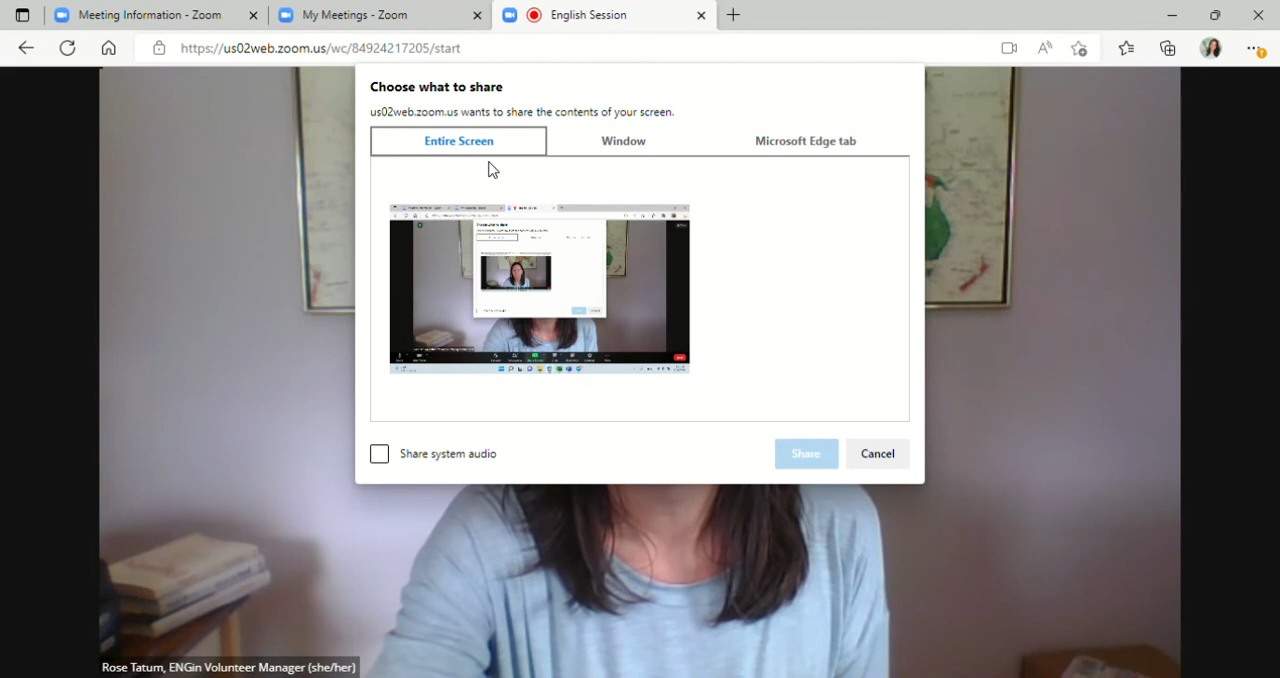 Meeting Information - Zoom
My Meetings - Zoom
English Session
https://us02web.zoom.us/wc/84924217205/start
Choose what to share
us02web.zoom.us wants to share the contents of your screen.
Entire Screen
Window
Microsoft Edge tab
Share system audio
Share
Cancel
Rose Tatum, ENGin Volunteer Manager (she/her)